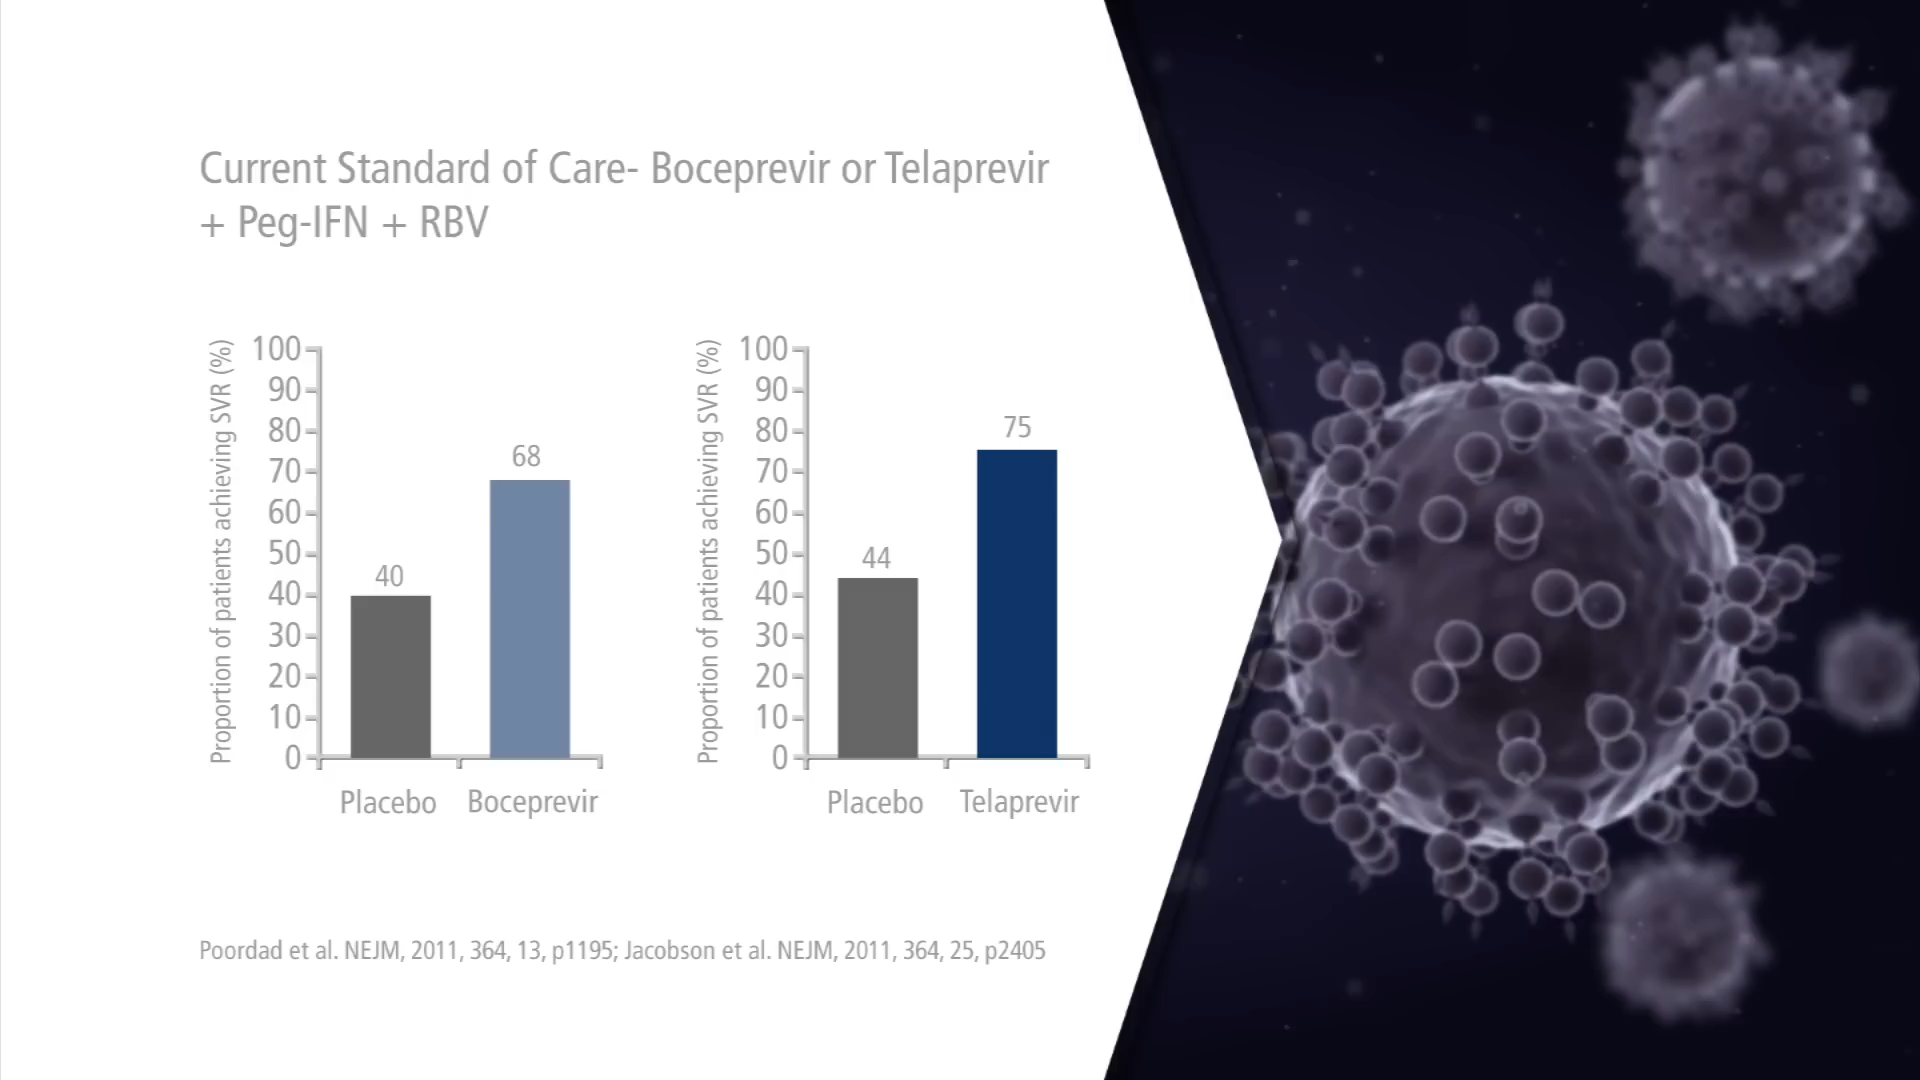 Current Standard of Care- Boceprevir or Telaprevir
+ Peg-IFN + RBV
Proportion of patients achieving SVR (%)
100
90
80
70
60
50
40
30
20
10
0
40
68
Placebo
Boceprevir
Proportion of patients achieving SVR (%)
100
90
80
70
60
50
40
30
20
10
0
44
75
Placebo
Telaprevir
Poordad et al. NEJM, 2011, 364, 13, p1195; Jacobson et al. NEJM, 2011, 364, 25, p2405